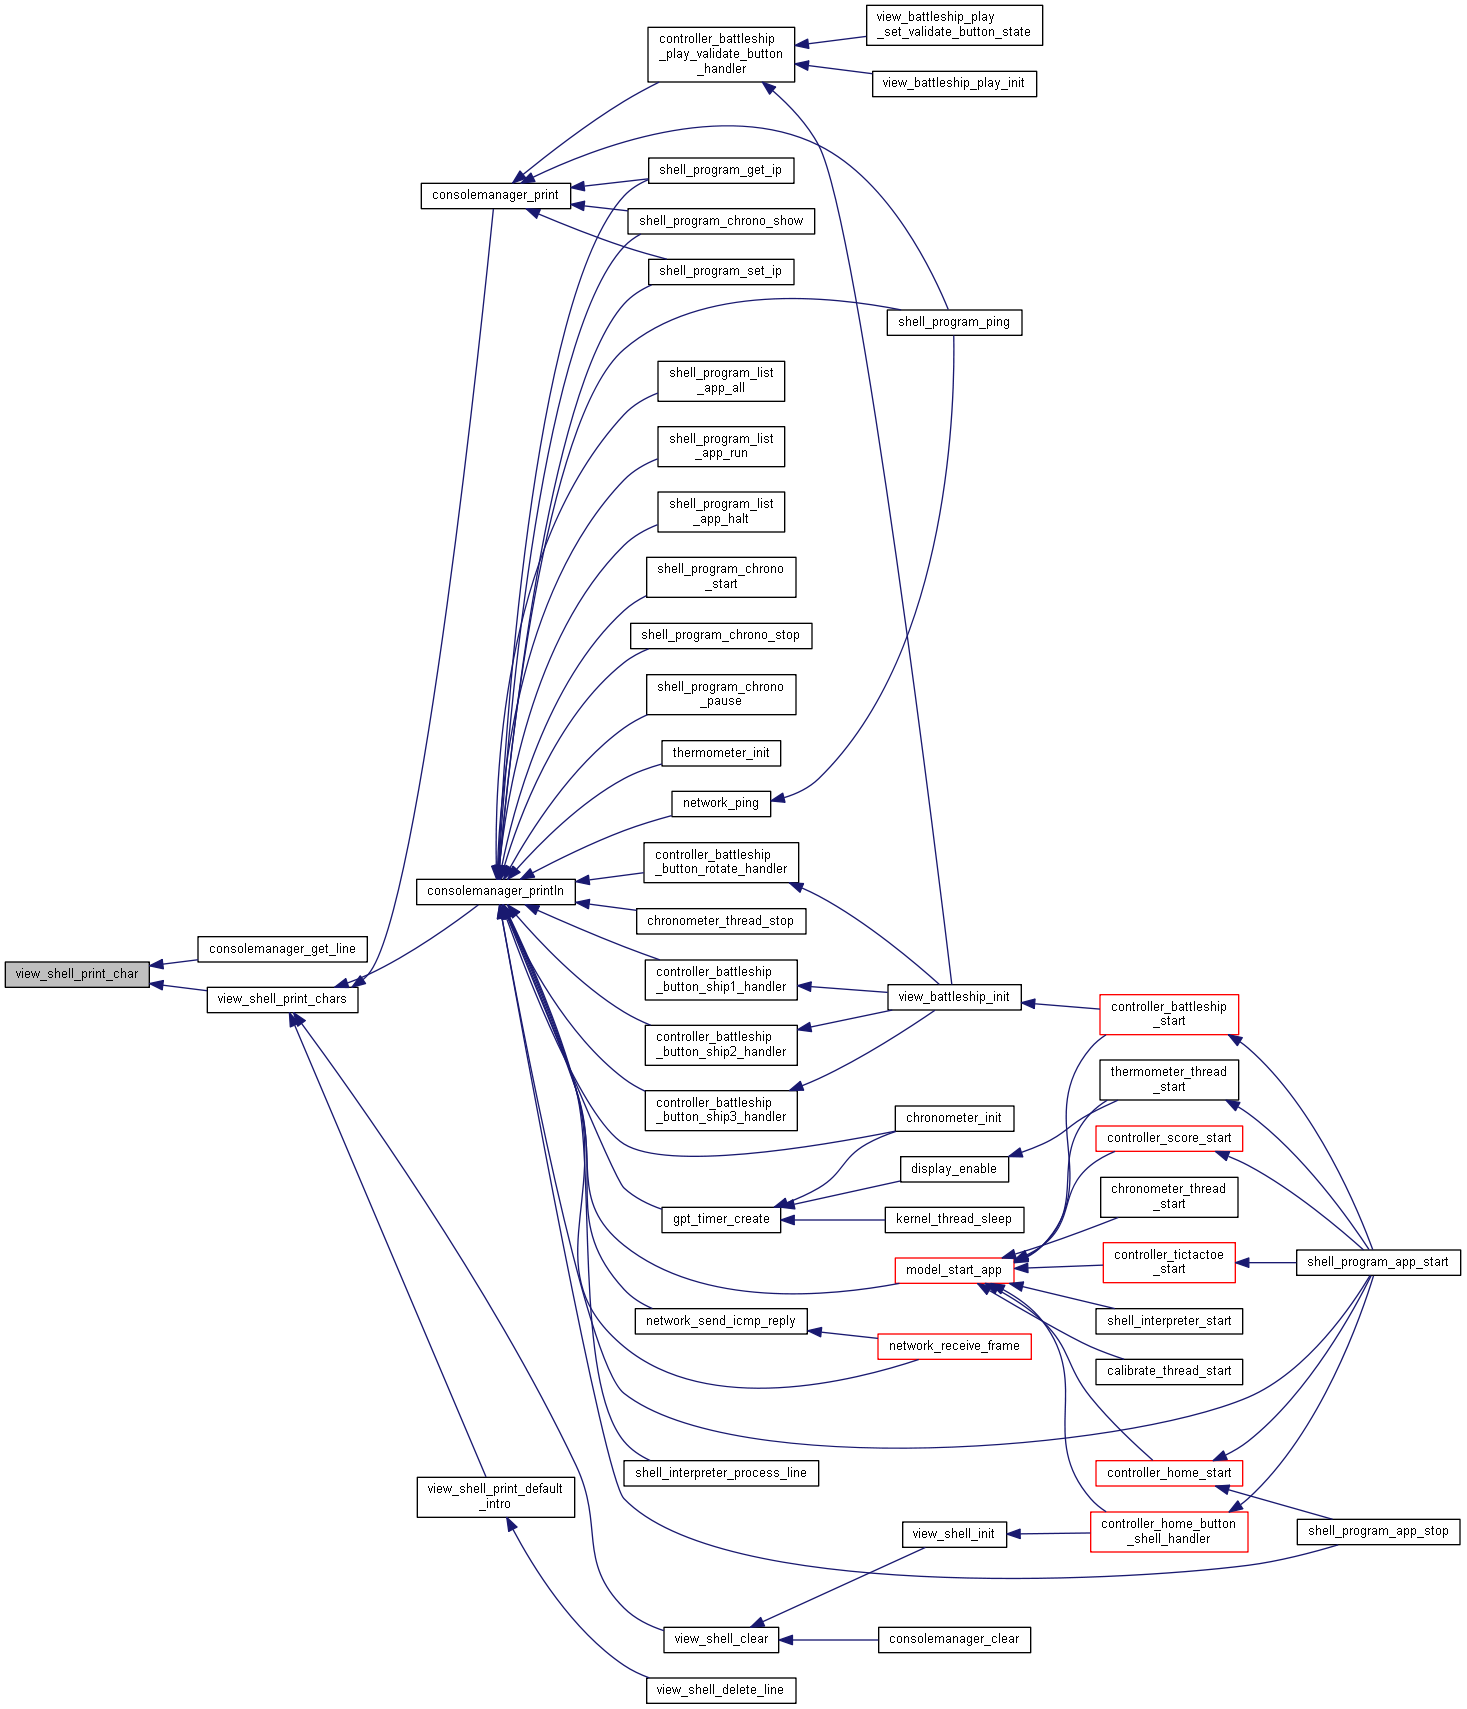 view_battleship_play
_set_validate_button_state
controller_battleship
_play_validate_button
_handler
view_battleship_play_init
shell_program_get_ip
consolemanager_print
shell_program_chrono_show
shell_program_set_ip
shell_program_ping
shell_program_list
_app_all
shell_program_list
_app_run
shell_program_list
_app_halt
shell_program_chrono
_start
shell_program_chrono_stop
shell_program_chrono
_pause
thermometer_init
network_ping
controller_battleship
_button_rotate_handler
consolemanager_println
chronometer_thread_stop
consolemanager_get_line
view_shell_print_char
controller_battleship
_button_ship1_handler
view_shell_print_chars
view_battleship_init
controller_battleship
_start
controller_battleship
_button_ship2_handler
thermometer_thread
_start
controller_battleship
_button_ship3_handler
chronometer_init
controller_score_start
display_enable
chronometer_thread
_start
gpt_timer_create
kernel_thread_sleep
controller_tictactoe
_start
shell_program_app_start
model_start_app
network_send_icmp_reply
shell_interpreter_start
network_receive_frame
calibrate_thread_start
shell_interpreter_process_line
controller_home_start
view_shell_print_default
_intro
controller_home_button
_shell_handler
view_shell_init
shell_program_app_stop
view_shell_clear
consolemanager_clear
view_shell_delete_line